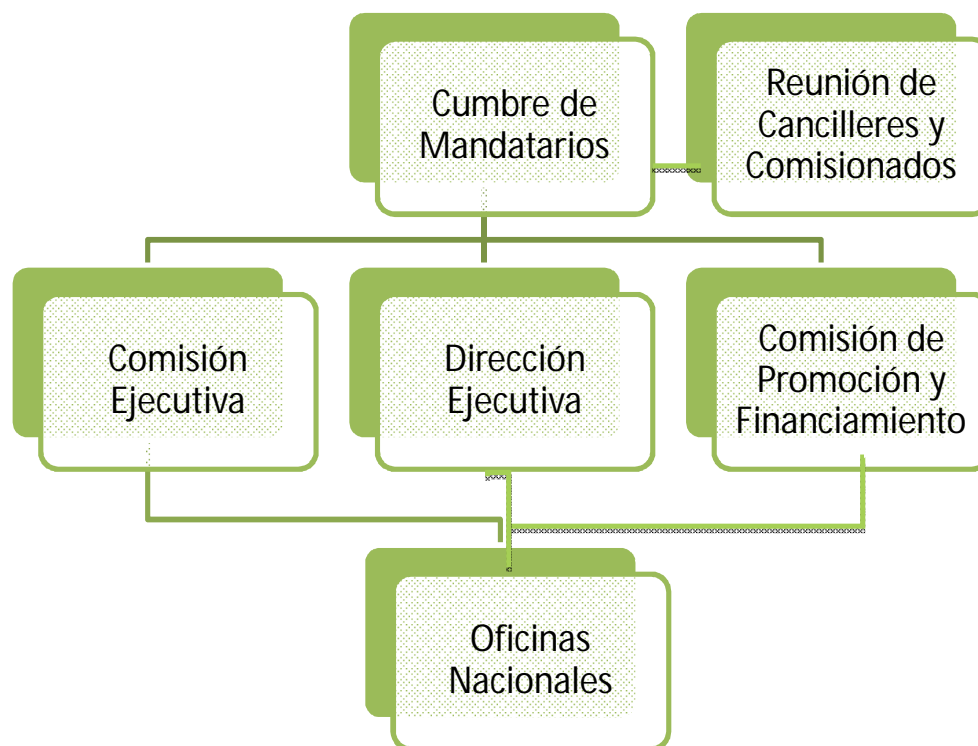 Cumbre de
Mandatarios
Reunión de
Cancilleres y
Comisionados
Comisión
Ejecutiva
Dirección
Ejecutiva
Comisión de
Promoción y
Financiamiento
Oficinas
Nacionales